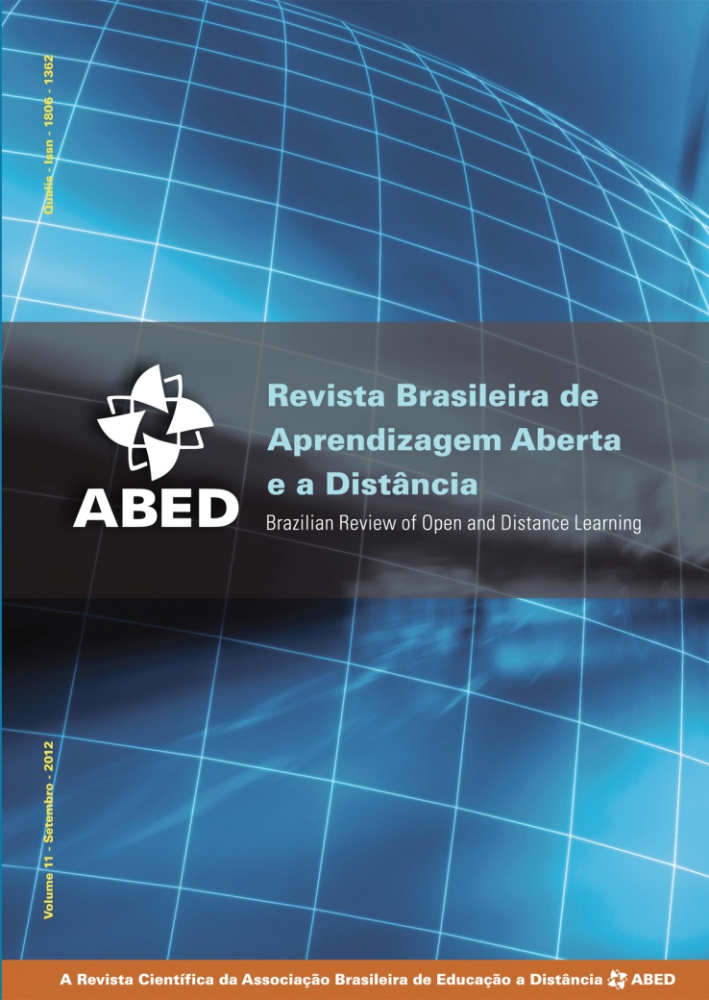 Qualis - Issn - 1806 - 1362
Revista Brasileira de
Aprendizagem Aberta
e a Distância
Brazilian Review of Open and Distance Learning
ABED
Volume 11 - Setembro - 2012
A Revista Científica da Associação Brasileira de Educação a Distância ABED